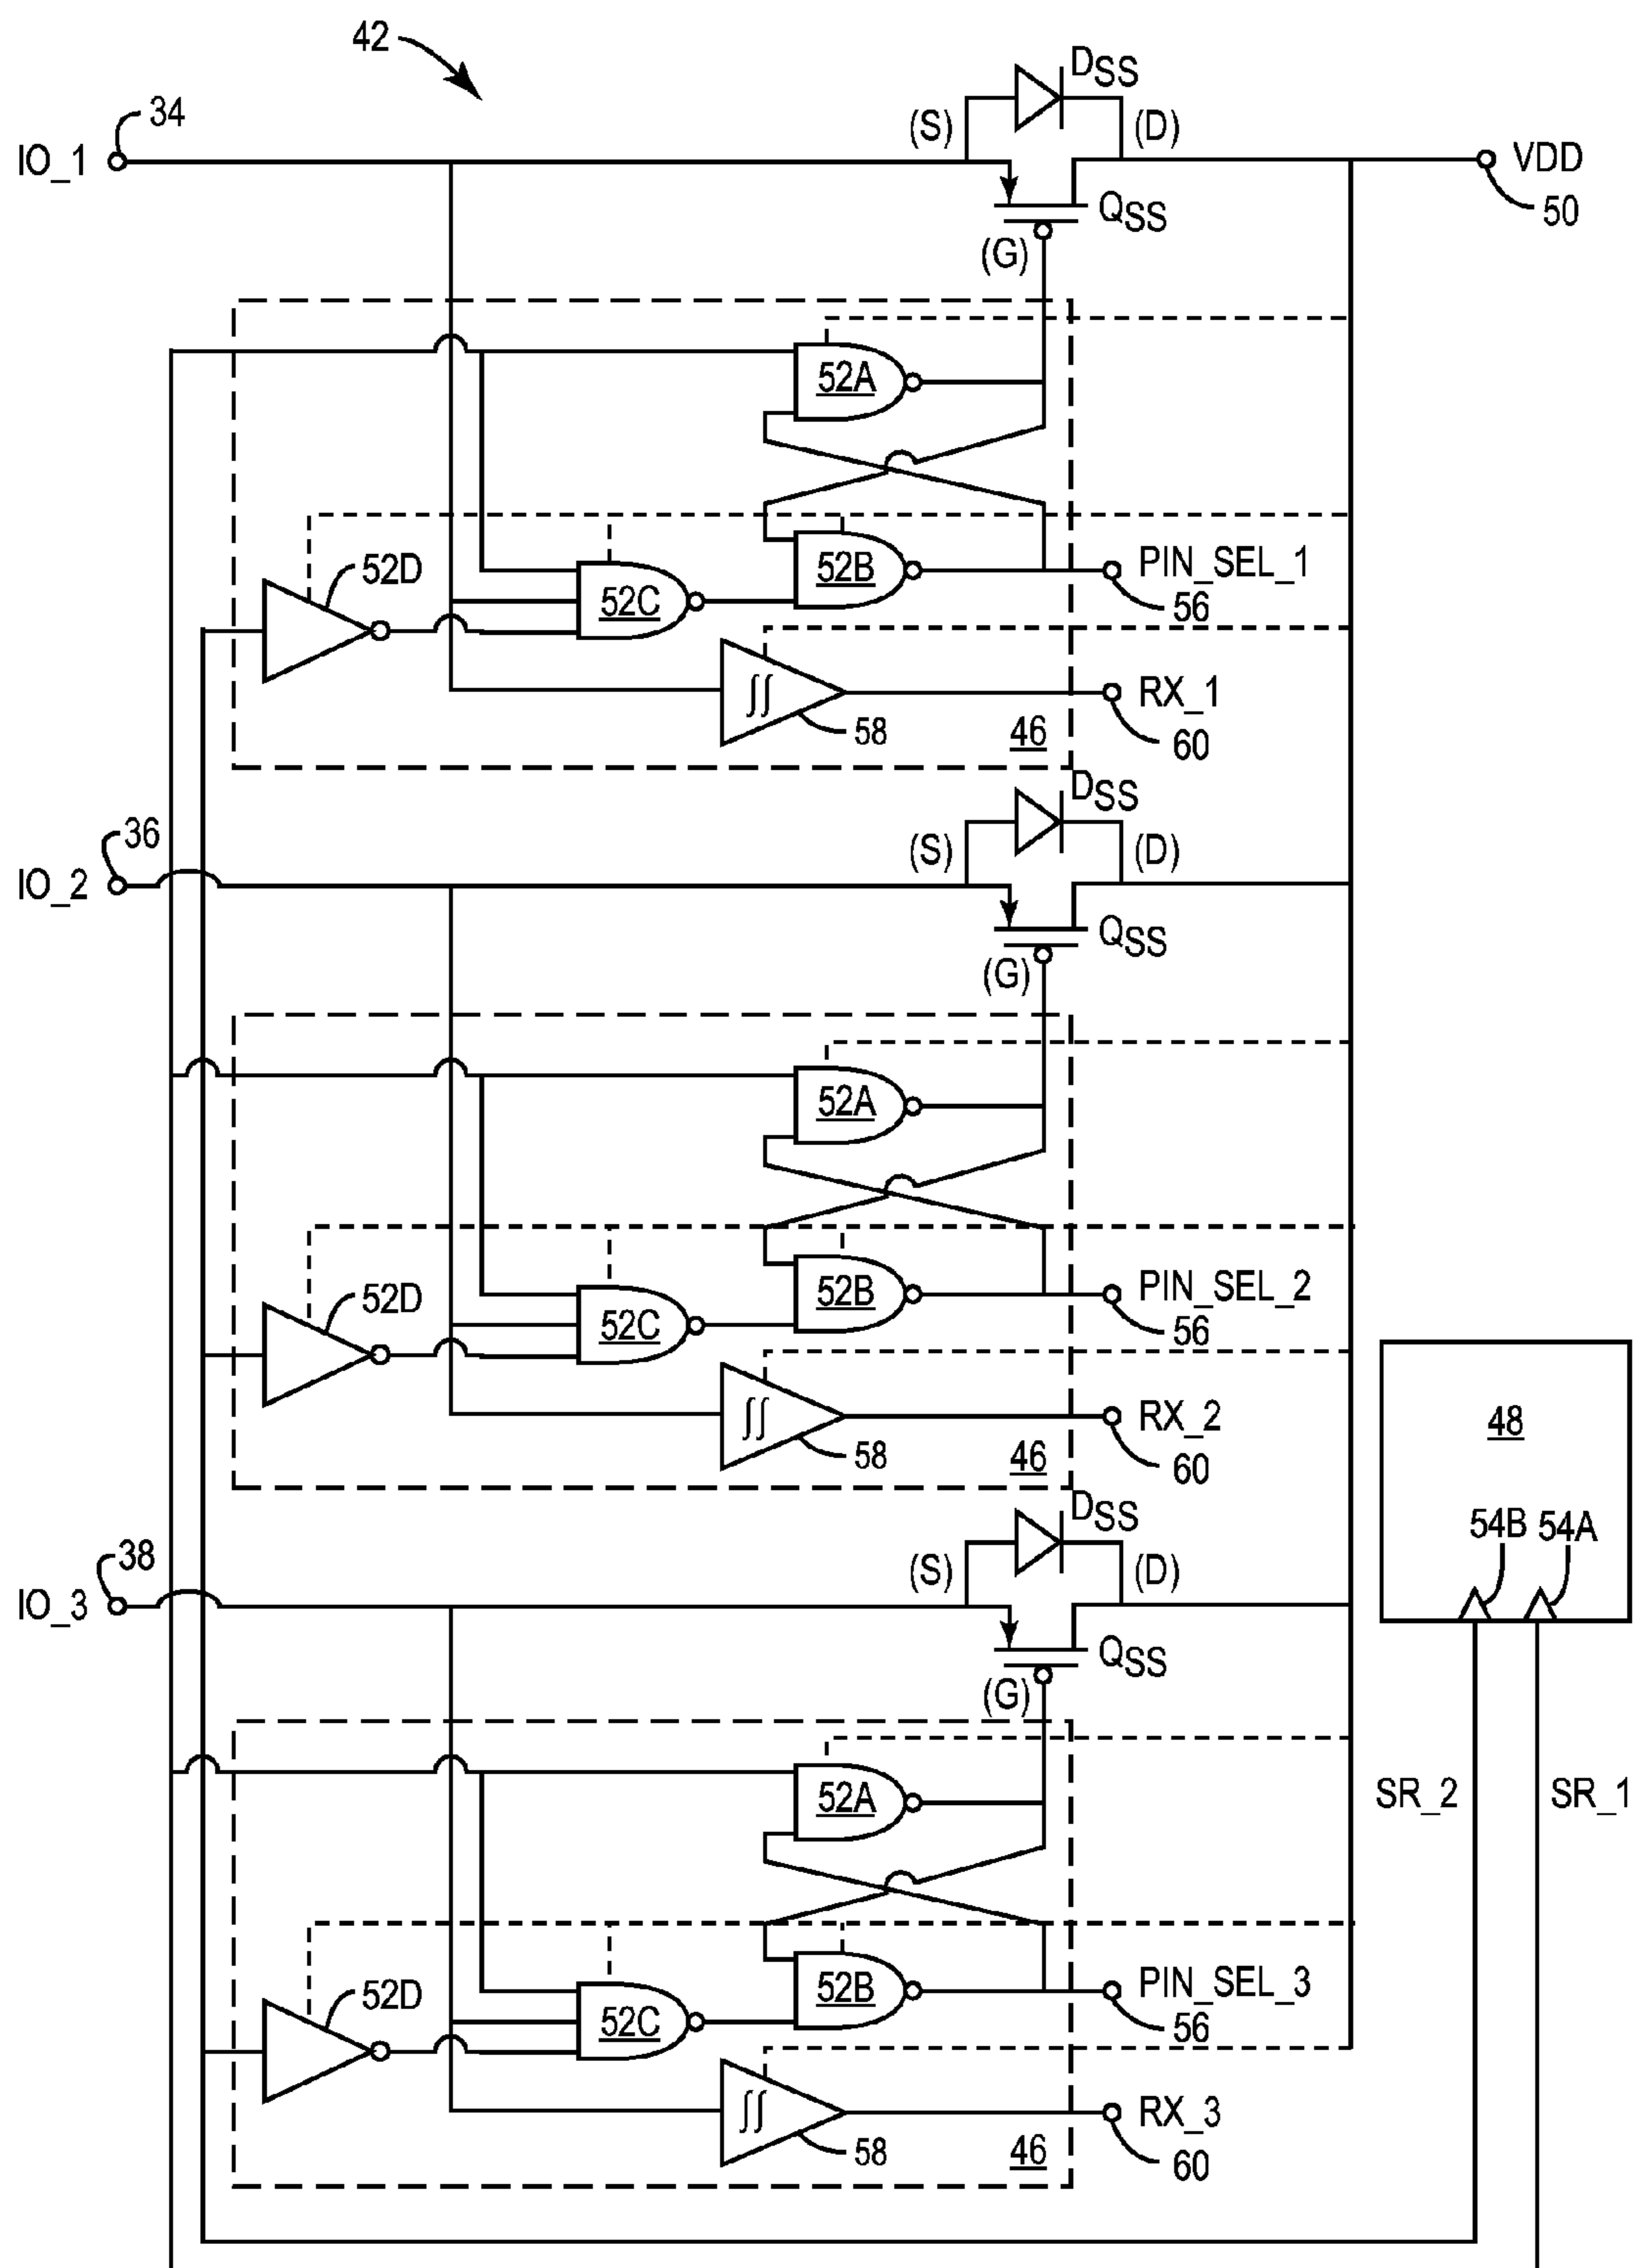 42
34
IO_1
DSS
(S)
(D)
VDD
50
QSS
(G)
52A
52D
52C
52B
PIN_SEL_1
56
RX_1
58
46
60
36
IO_2
DSS
(S)
(D)
QSS
(G)
52A
52D
52C
52B
PIN_SEL_2
56
RX_2
58
46
60
48
54B
54A
38
IO_3
DSS
(S)
(D)
QSS
(G)
52A
SR_2
SR_1
52D
52C
52B
PIN_SEL_3
56
RX_3
58
46
60